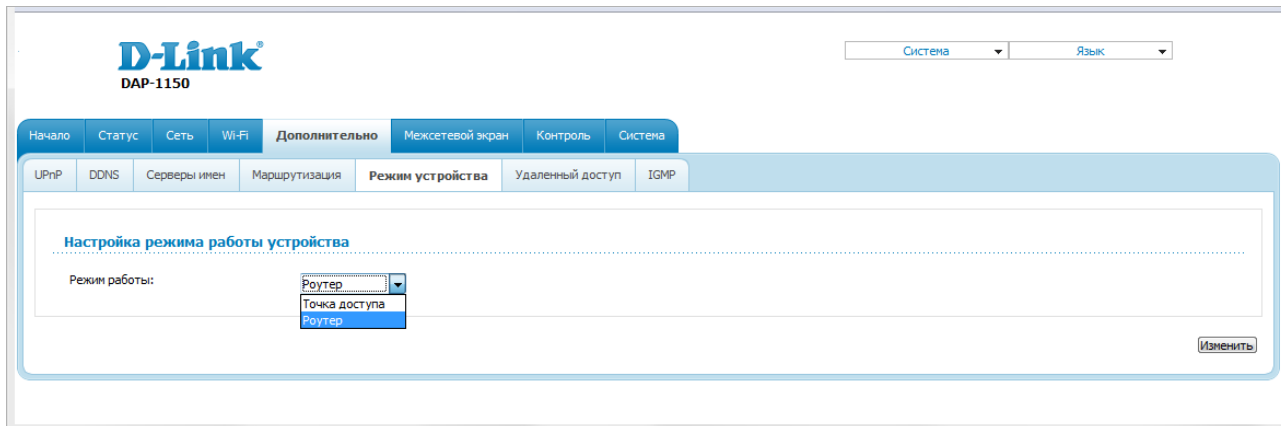 D-Link®
DAP-1150
Система Язык
Начало Статус Сеть Wi-Fi Дополнительно Межсетевой экран Контроль Система
UPnP DDNS Серверы имен Маршрутизация Режим устройства Удаленный доступ IGMP
Настройка режима работы устройства
Режим работы: Роутер
Точка доступа
Роутер
Изменить